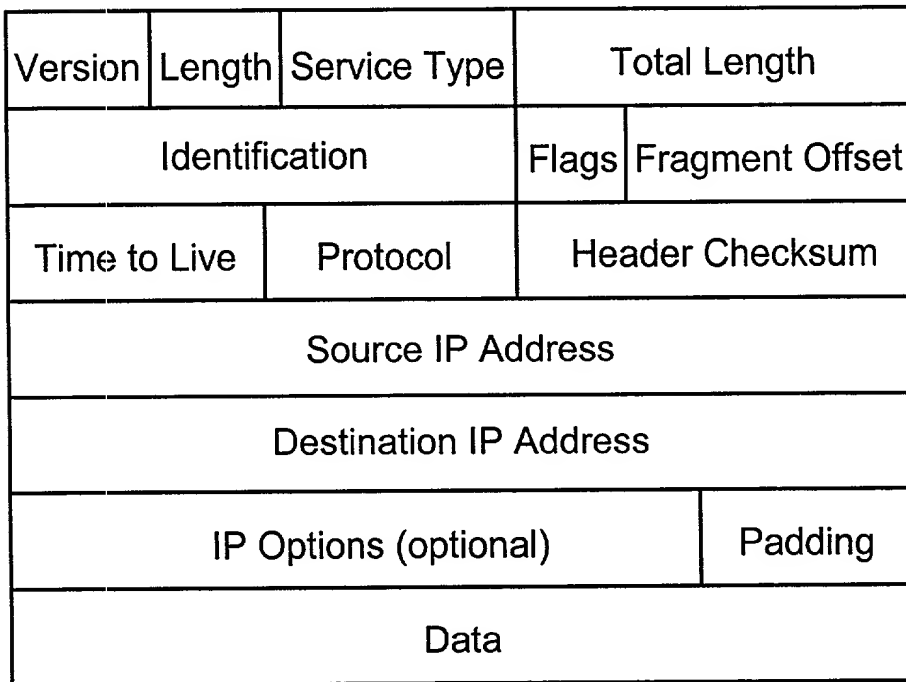 Version Length Service Type Total Length
Identification Flags Fragment Offset
Time to Live Protocol Header Checksum
Source IP Address
Destination IP Address
IP Options (optional) Padding
Data